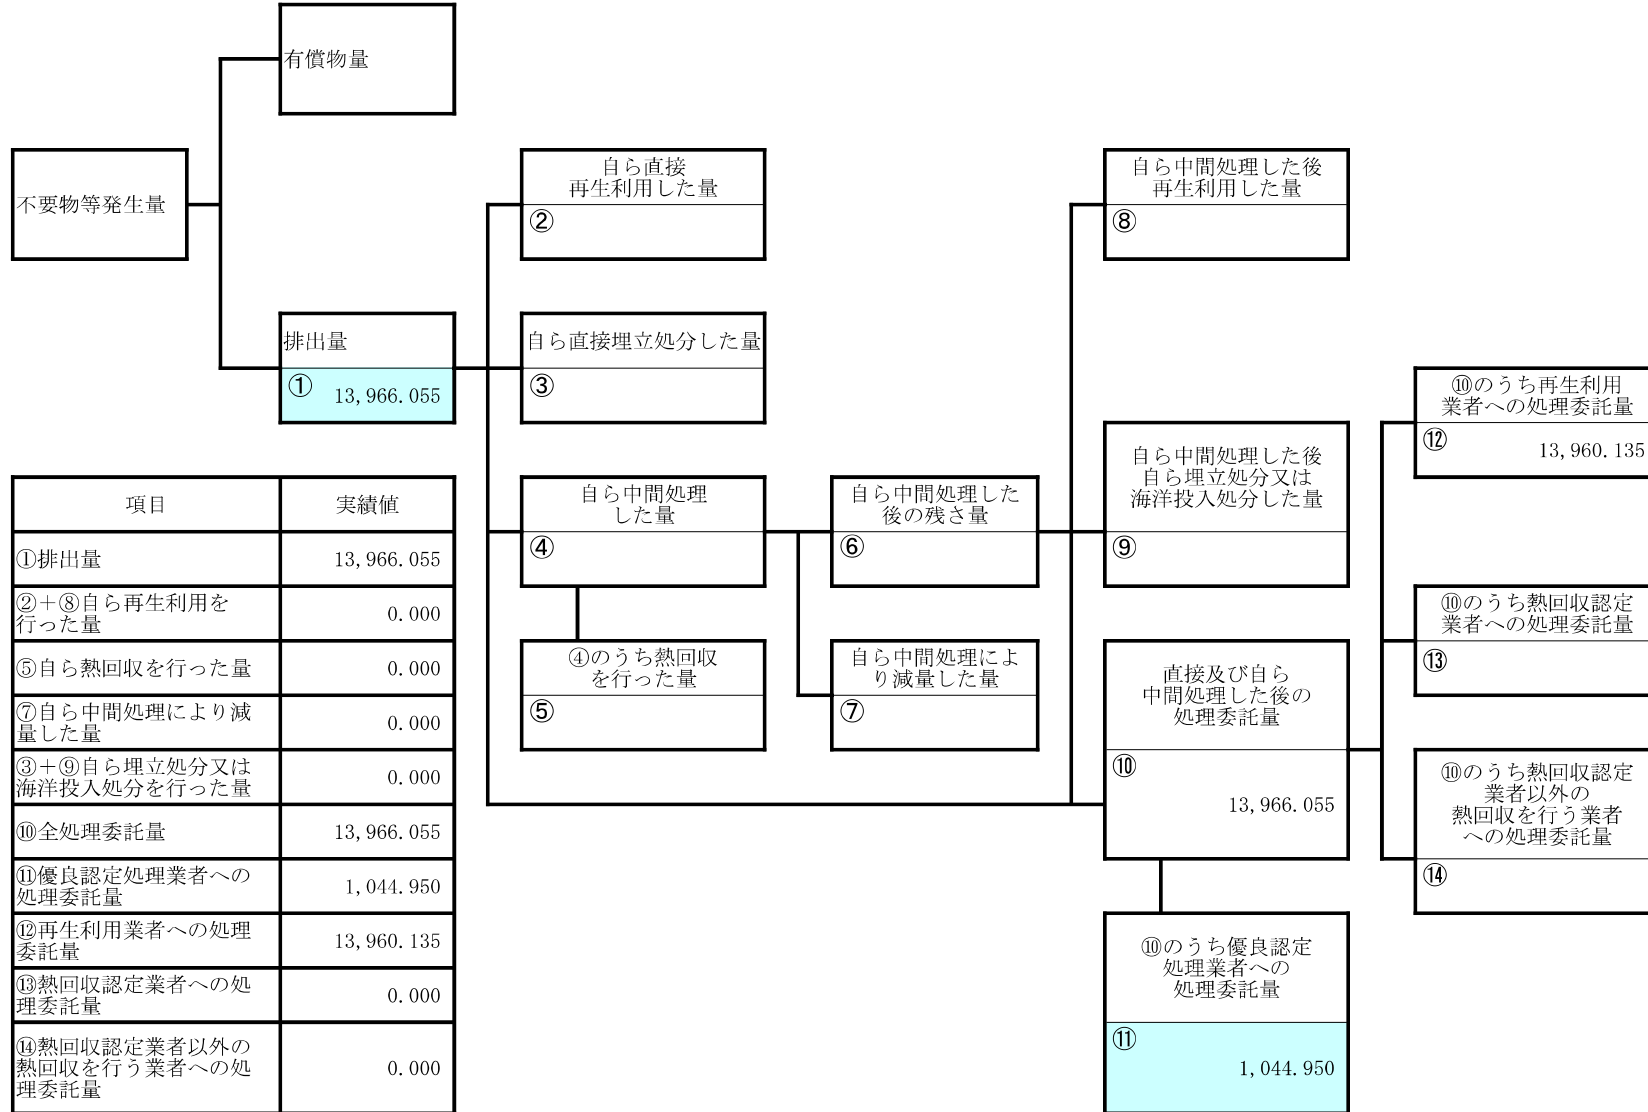 有償物量
不要物等発生量
自ら直接
再生利用した量
②
自ら中間処理した後
再生利用した量
⑧
排出量
① 13,966.055
自ら直接埋立処分した量
③
⑩のうち再生利用
業者への処理委託量
⑫ 13,960.135
自ら中間処理
した量
④
自ら中間処理した
後の残さ量
⑥
自ら中間処理した後
自ら埋立処分又は
海洋投入処分した量
⑨
⑩のうち熱回収認定
業者への処理委託量
⑬
④のうち熱回収
を行った量
⑤
自ら中間処理によ
り減量した量
⑦
直接及び自ら
中間処理した後の
処理委託量
⑩
13,966.055
⑩のうち熱回収認定
業者以外の
熱回収を行う業者
への処理委託量
⑭
⑩のうち優良認定
処理業者への
処理委託量
⑪
1,044.950
項目 実績値
①排出量 13,966.055
②＋⑧自ら再生利用を
行った量 0.000
⑤自ら熱回収を行った量 0.000
⑦自ら中間処理により減
量した量 0.000
③＋⑨自ら埋立処分又は
海洋投入処分を行った量 0.000
⑩全処理委託量 13,966.055
⑪優良認定処理業者への
処理委託量 1,044.950
⑫再生利用業者への処理
委託量 13,960.135
⑬熱回収認定業者への処
理委託量 0.000
⑭熱回収認定業者以外の
熱回収を行う業者への処
理委託量 0.000